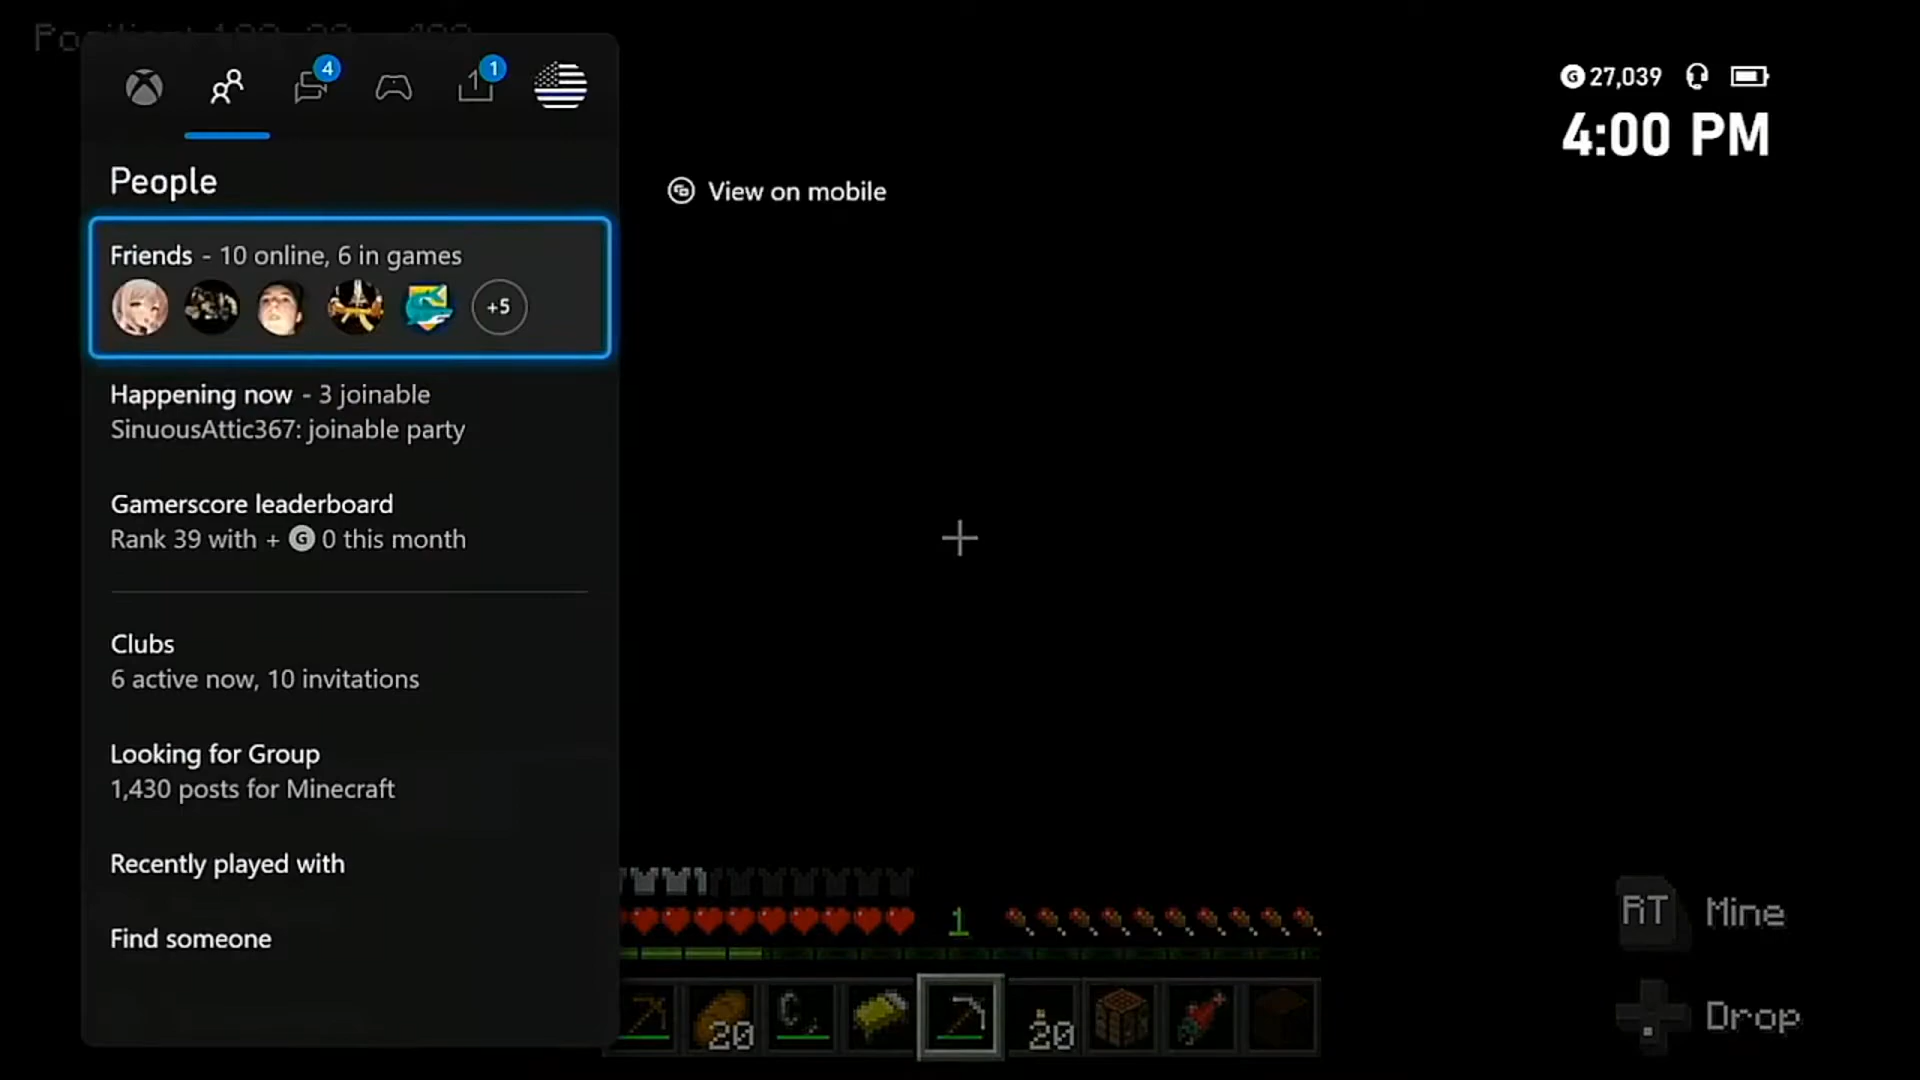 4
1
27,039
4:00 PM
People
View on mobile
Friends - 10 online, 6 in games
+5
Happening now - 3 joinable
SinuousAttic367: joinable party
Gamerscore leaderboard
Rank 39 with + G 0 this month
Clubs
6 active now, 10 invitations
Looking for Group
1,430 posts for Minecraft
Recently played with
Find someone
1
RT Mine
20
20
Drop